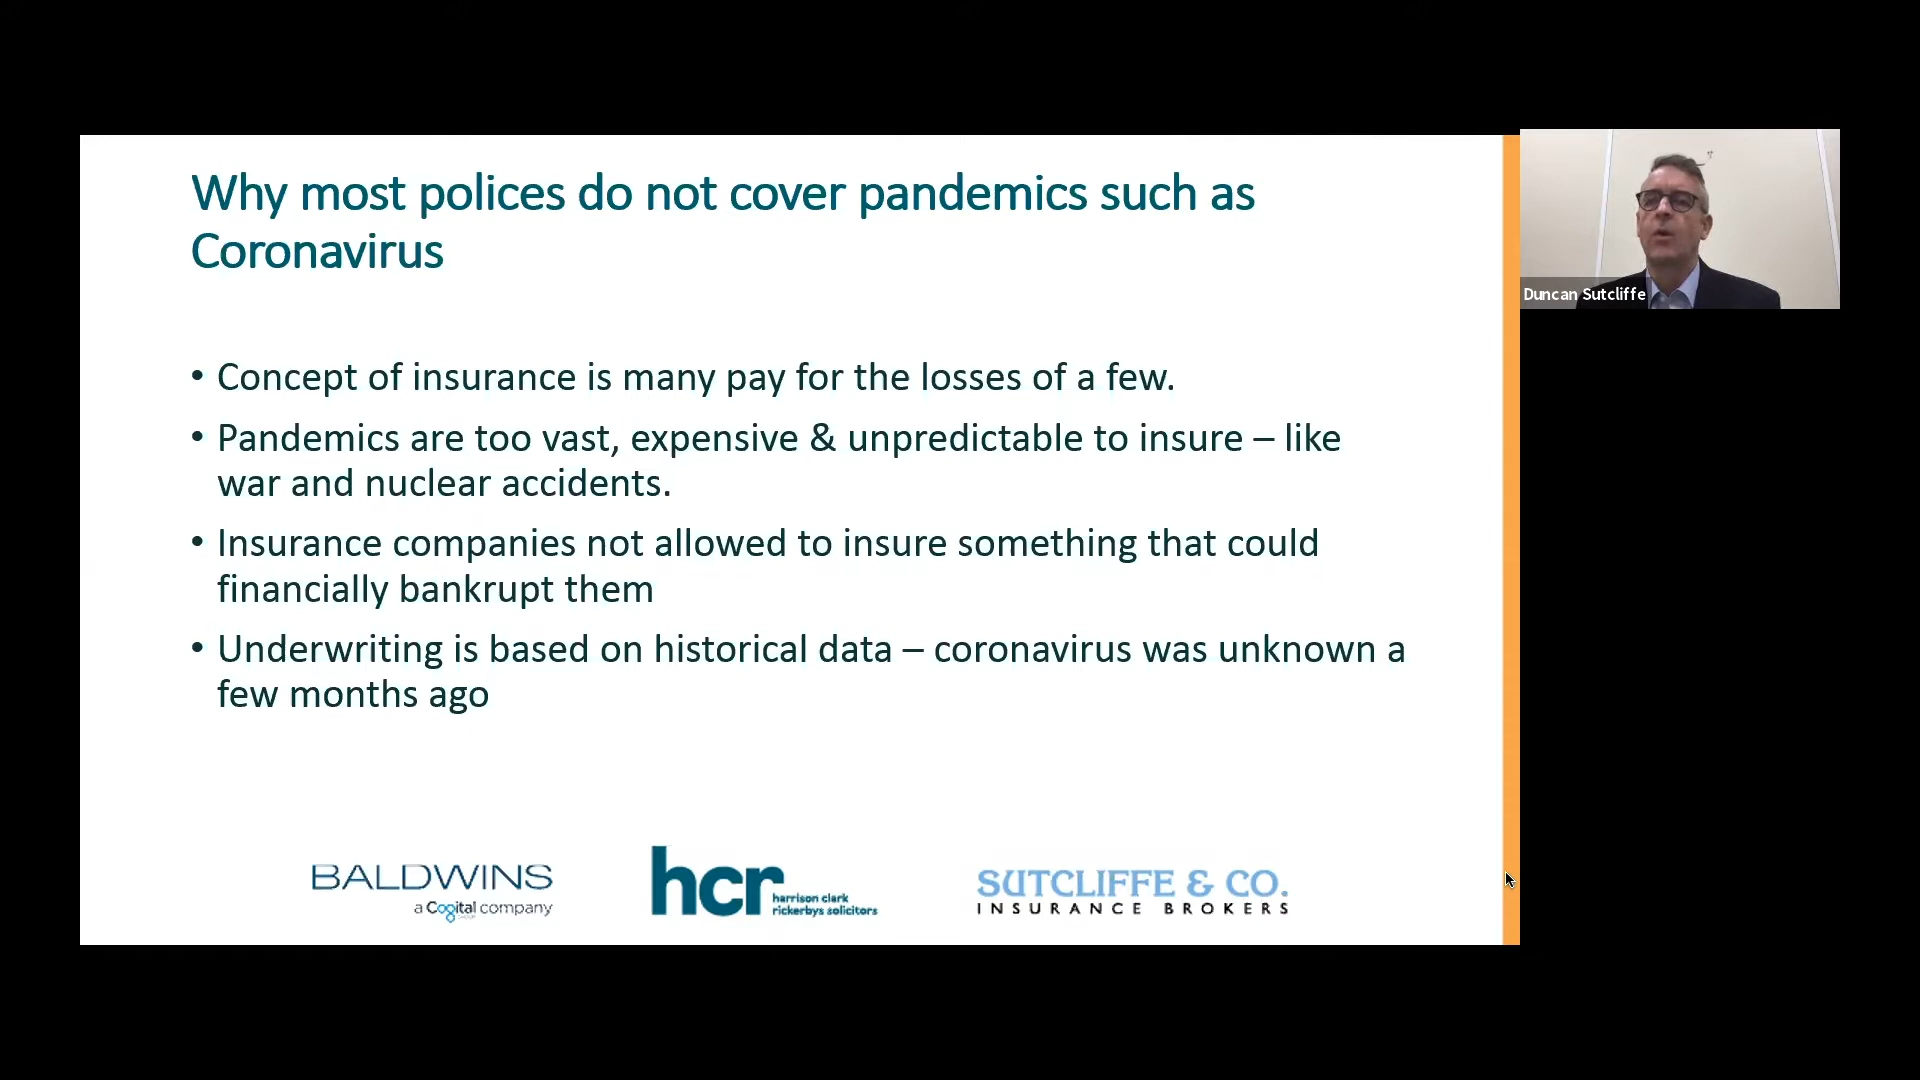 Why most polices do not cover pandemics such as
Coronavirus
• Concept of insurance is many pay for the losses of a few.
• Pandemics are too vast, expensive & unpredictable to insure – like
war and nuclear accidents.
• Insurance companies not allowed to insure something that could
financially bankrupt them
• Underwriting is based on historical data – coronavirus was unknown a
few months ago
BALDWINS
a Cogital company
hcr
harrison clark
rickerbys solicitors
SUTCLIFFE & CO.
INSURANCE BROKERS
Duncan Sutcliffe